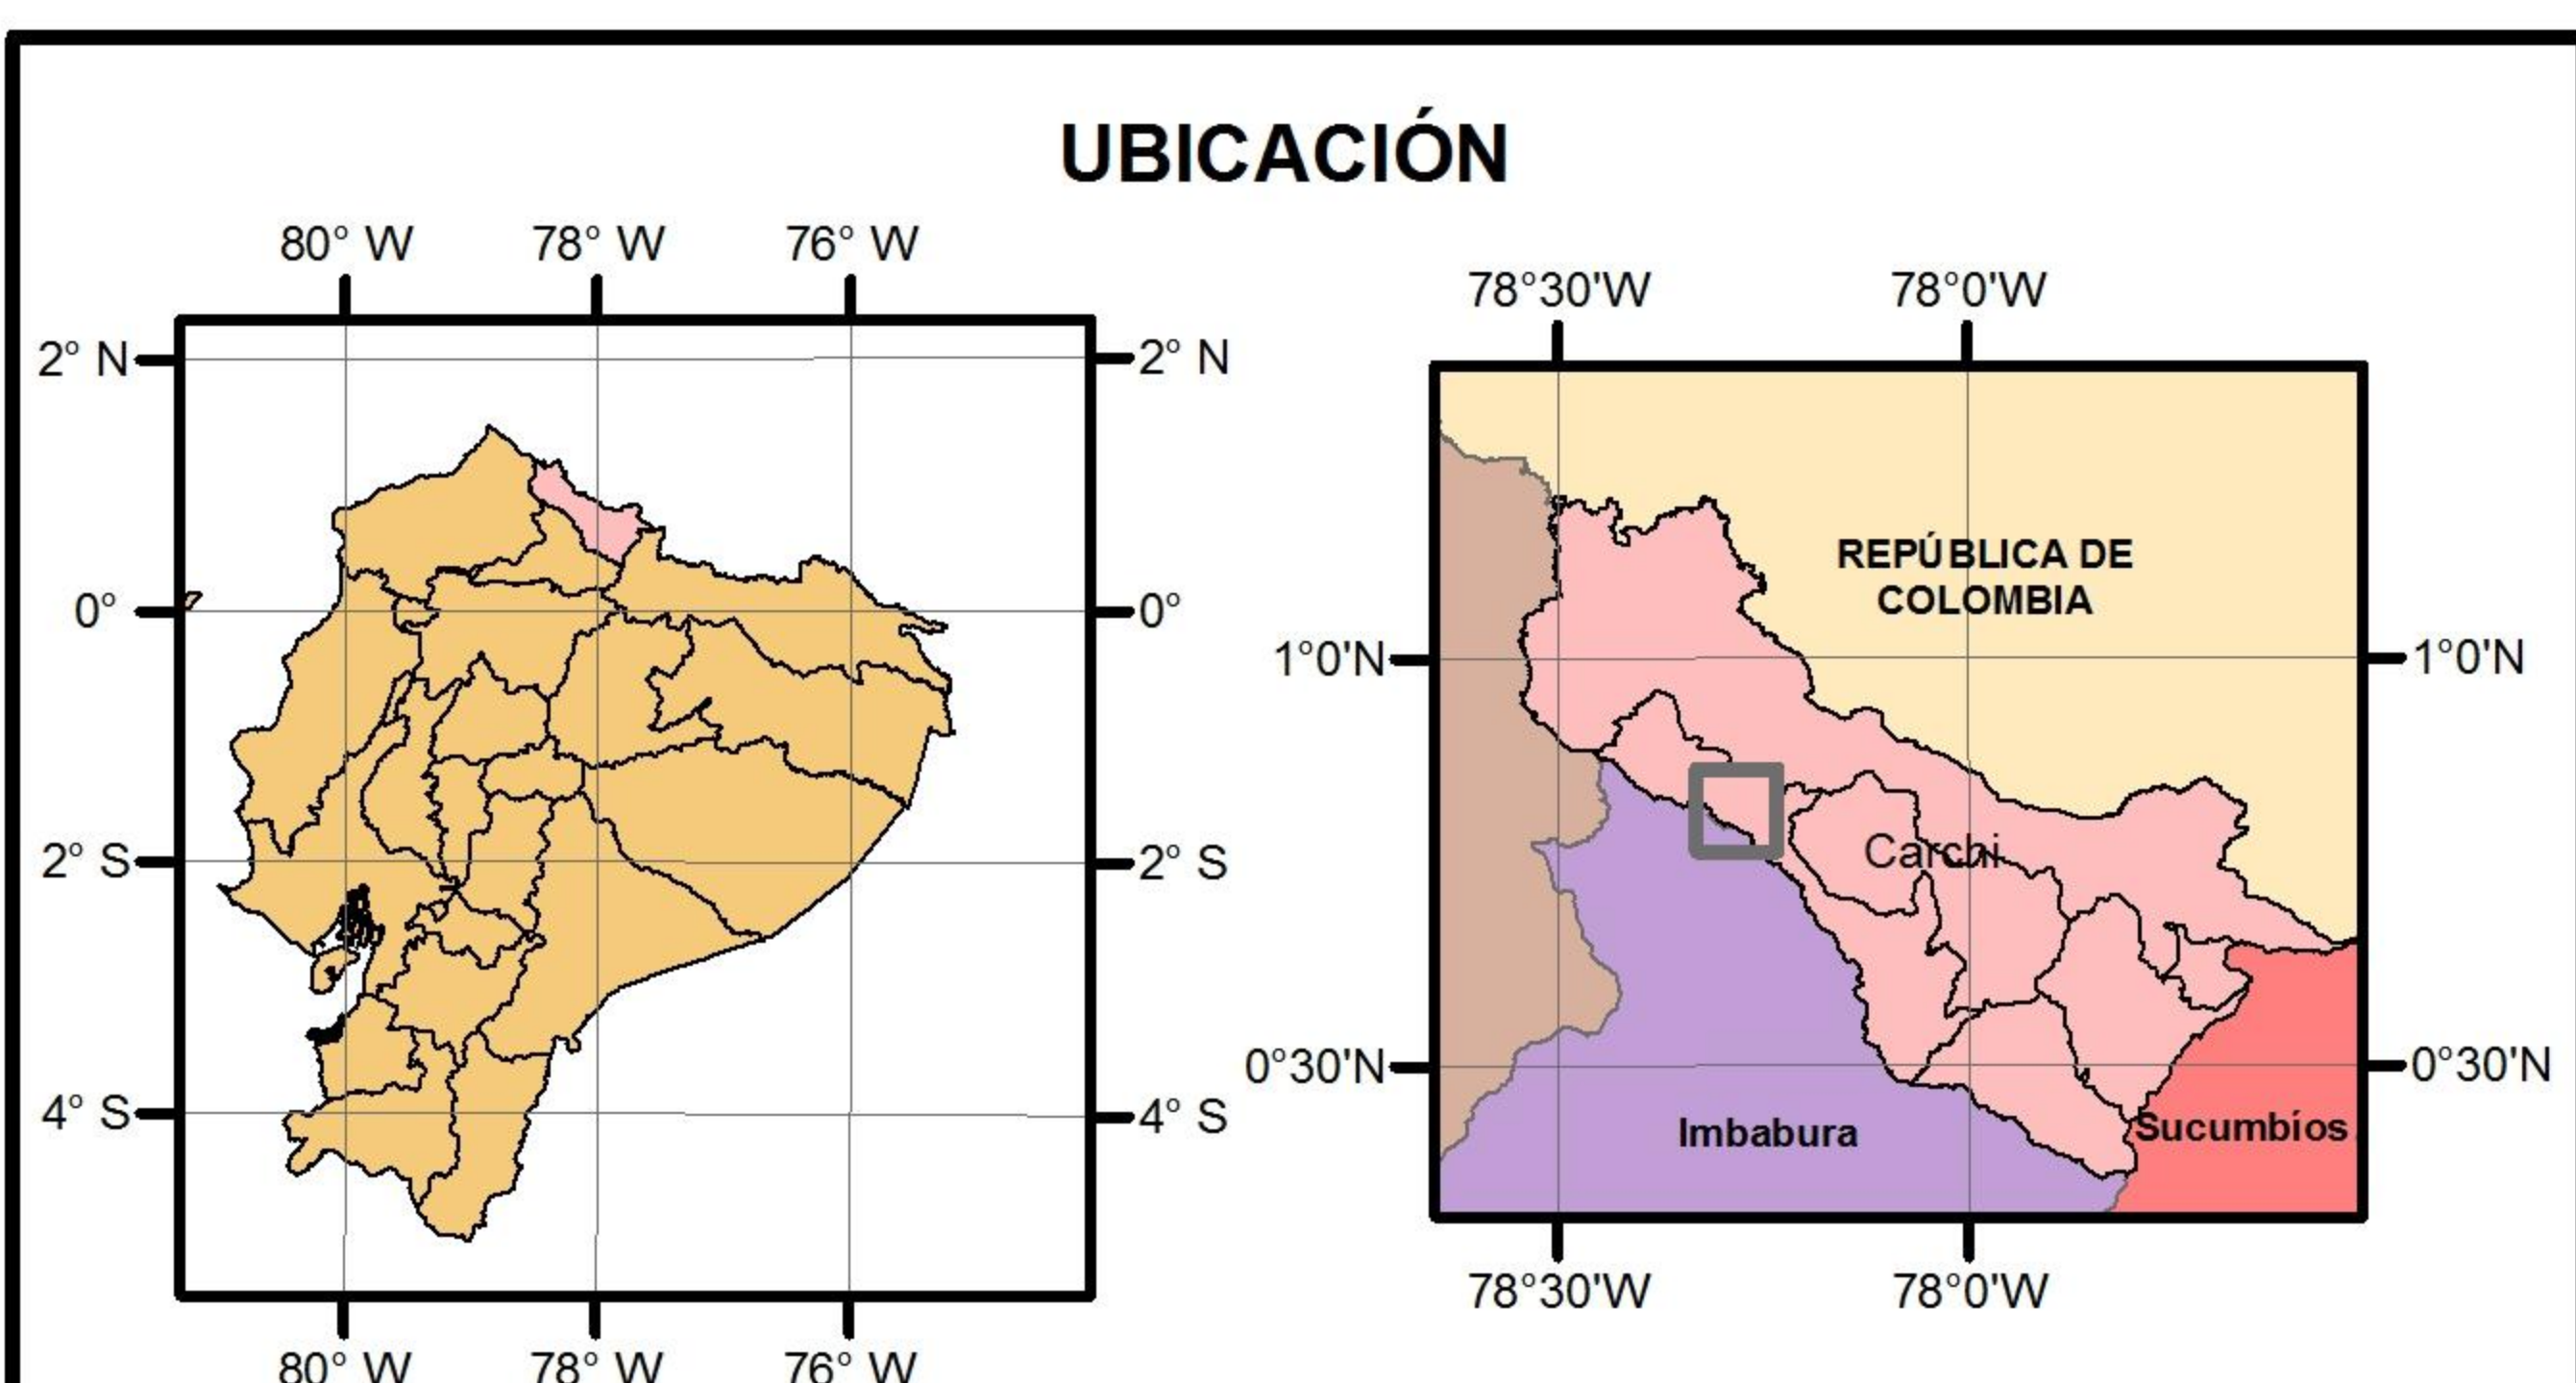 UBICACIÓN
80° W 78° W 76° W
2° N 2° N
0° 0°
2° S 2° S
4° S 4° S
80° W 78° W 76° W
78°30'W 78°0'W
REPÚBLICA DE
COLOMBIA
1°0'N 1°0'N
Carchi
0°30'N 0°30'N
Imbabura Sucumbíos
78°30'W 78°0'W